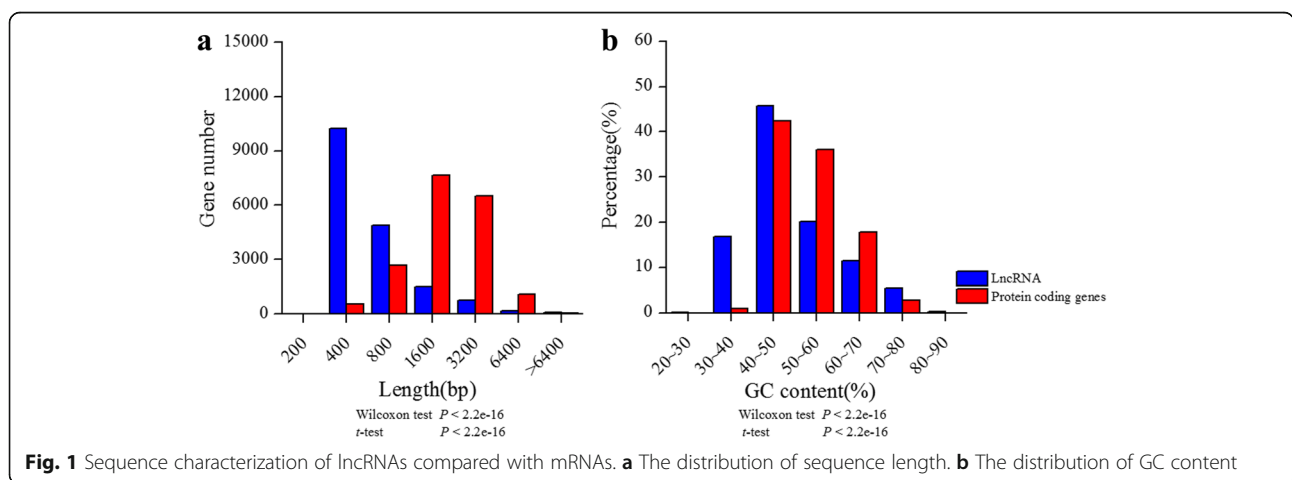 a
15000
12000
9000
6000
3000
0
Gene number
200
400
800
1600
3200
6400
>6400
Length(bp)
Wilcoxon test P < 2.2e-16
t-test P < 2.2e-16
b
60
50
40
30
20
10
0
Percentage(%)
20~30
30~40
40~50
50~60
60~70
70~80
80~90
GC content(%)
Wilcoxon test P < 2.2e-16
t-test P < 2.2e-16
LncRNA
Protein coding genes
Fig. 1 Sequence characterization of lncRNAs compared with mRNAs. a The distribution of sequence length. b The distribution of GC content